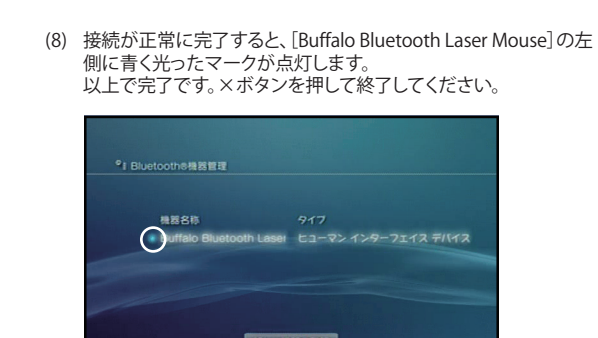 (8) 接続が正常に完了すると、[Buffalo Bluetooth Laser Mouse]の左
側に青く光ったマークが点灯します。
以上で完了です。×ボタンを押して終了してください。
Bluetooth®機器管理
機器名称 タイプ
Buffalo Bluetooth Laser ヒューマン インターフェイス デバイス